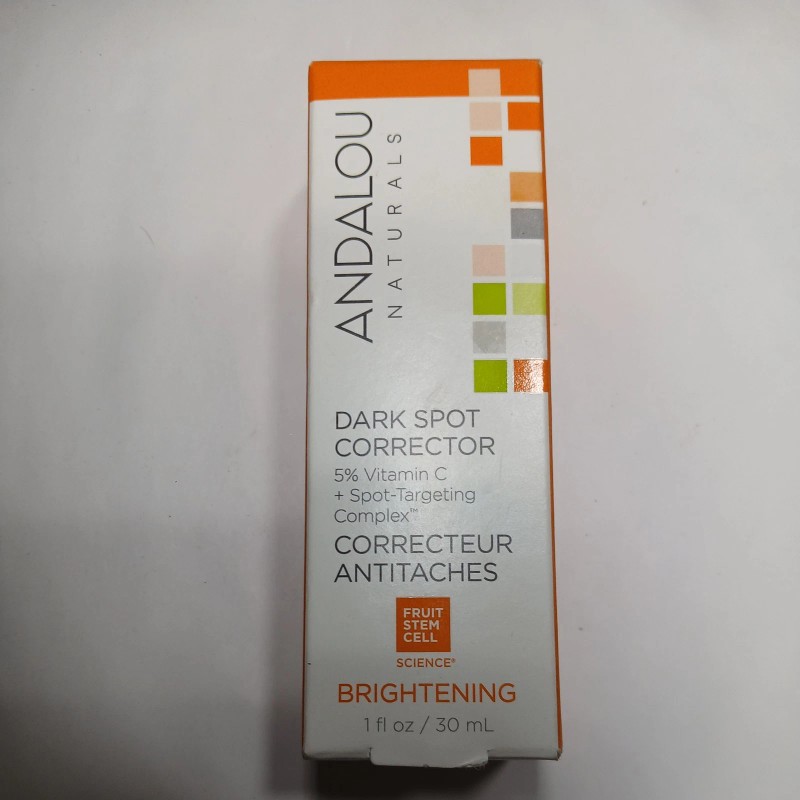 ANDALOU
NATURALS
DARK SPOT
CORRECTOR
5% Vitamin C
+ Spot-Targeting
Complex™
CORRECTEUR
ANTITACHES
FRUIT
STEM
CELL
SCIENCE®
BRIGHTENING
1 fl oz / 30 mL